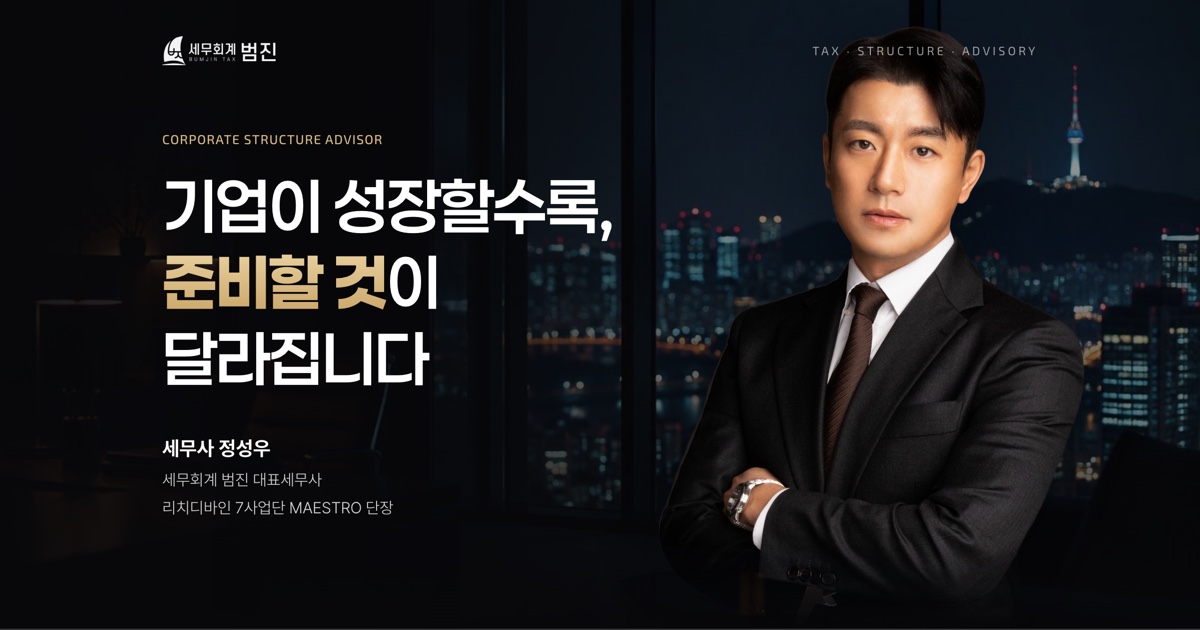 세무회계 범진
BUMJIN TAX
TAX · STRUCTURE · ADVISORY
CORPORATE STRUCTURE ADVISOR
기업이 성장할수록,
준비할 것이
달라집니다
세무사 정성우
세무회계 범진 대표세무사
리치디바인 7사업단 MAESTRO 단장